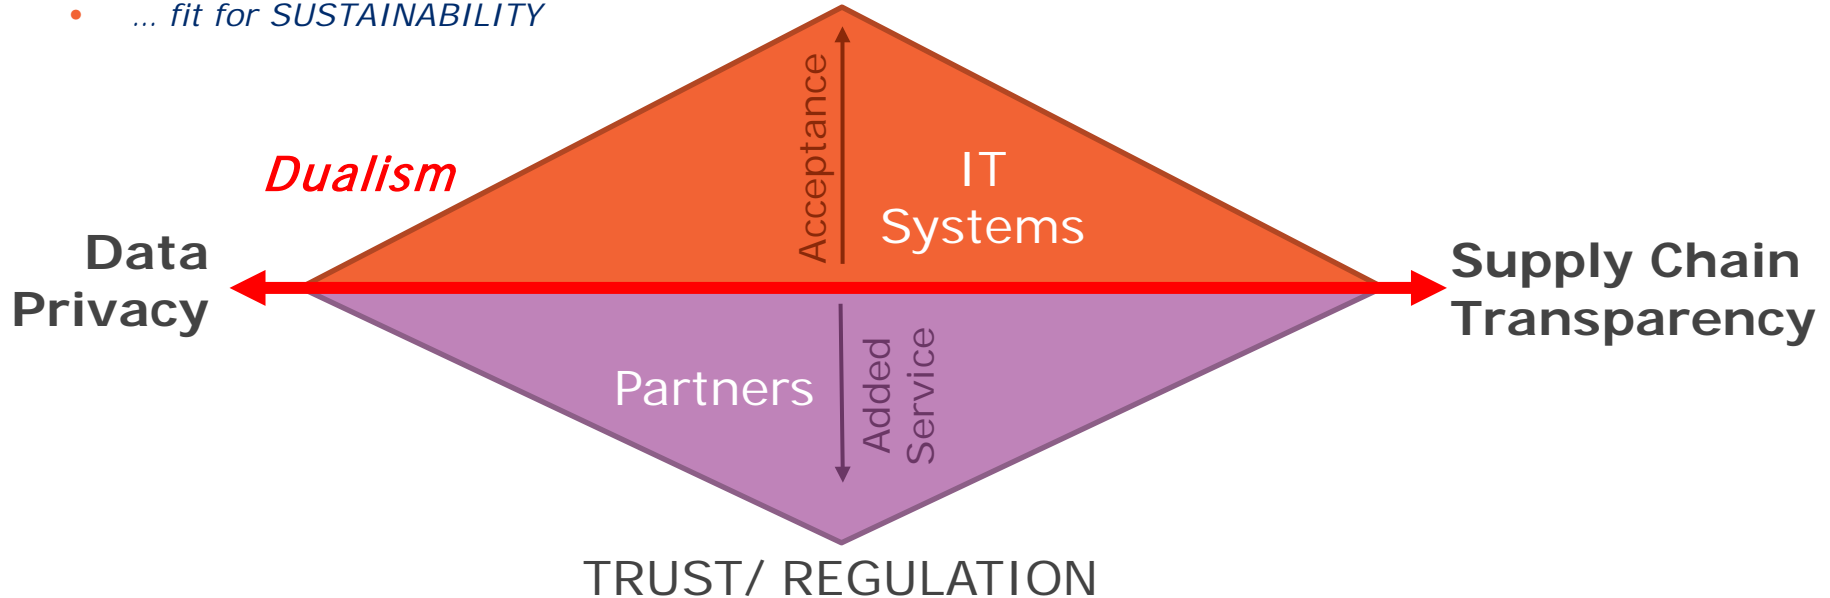 • ... fit for SUSTAINABILITY
Acceptance
Dualism
IT
Systems
Data
Privacy
Supply Chain
Transparency
Partners
Added
Service
TRUST/ REGULATION